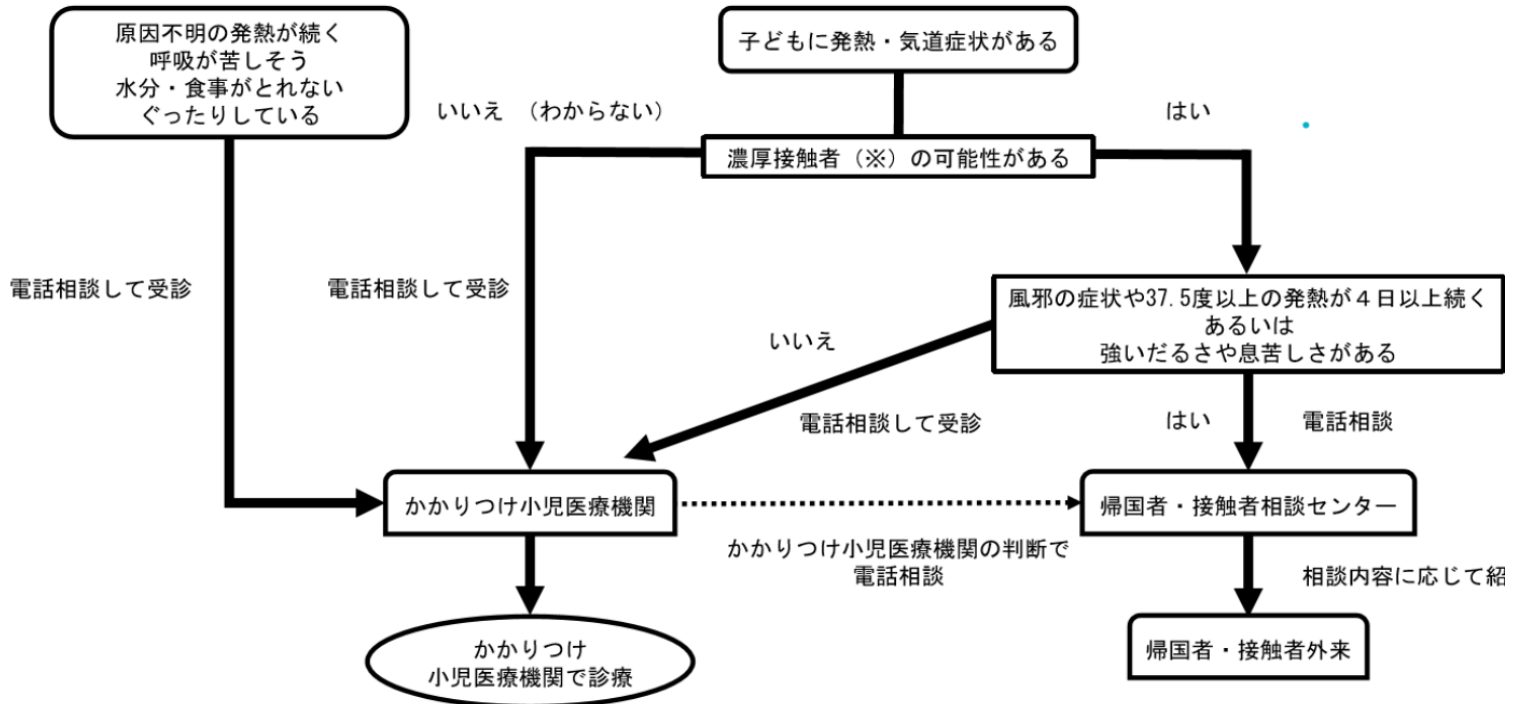 原因不明の発熱が続く
呼吸が苦しそう
水分・食事がとれない
ぐったりしている
子どもに発熱・気道症状がある
いいえ （わからない）
はい
濃厚接触者（※）の可能性がある
電話相談して受診
電話相談して受診
風邪の症状や37.5度以上の発熱が４日以上続く
あるいは
強いだるさや息苦しさがある
いいえ
電話相談して受診
はい
電話相談
かかりつけ小児医療機関
帰国者・接触者相談センター
かかりつけ小児医療機関の判断で
電話相談
相談内容に応じて紹
かかりつけ
小児医療機関で診療
帰国者・接触者外来